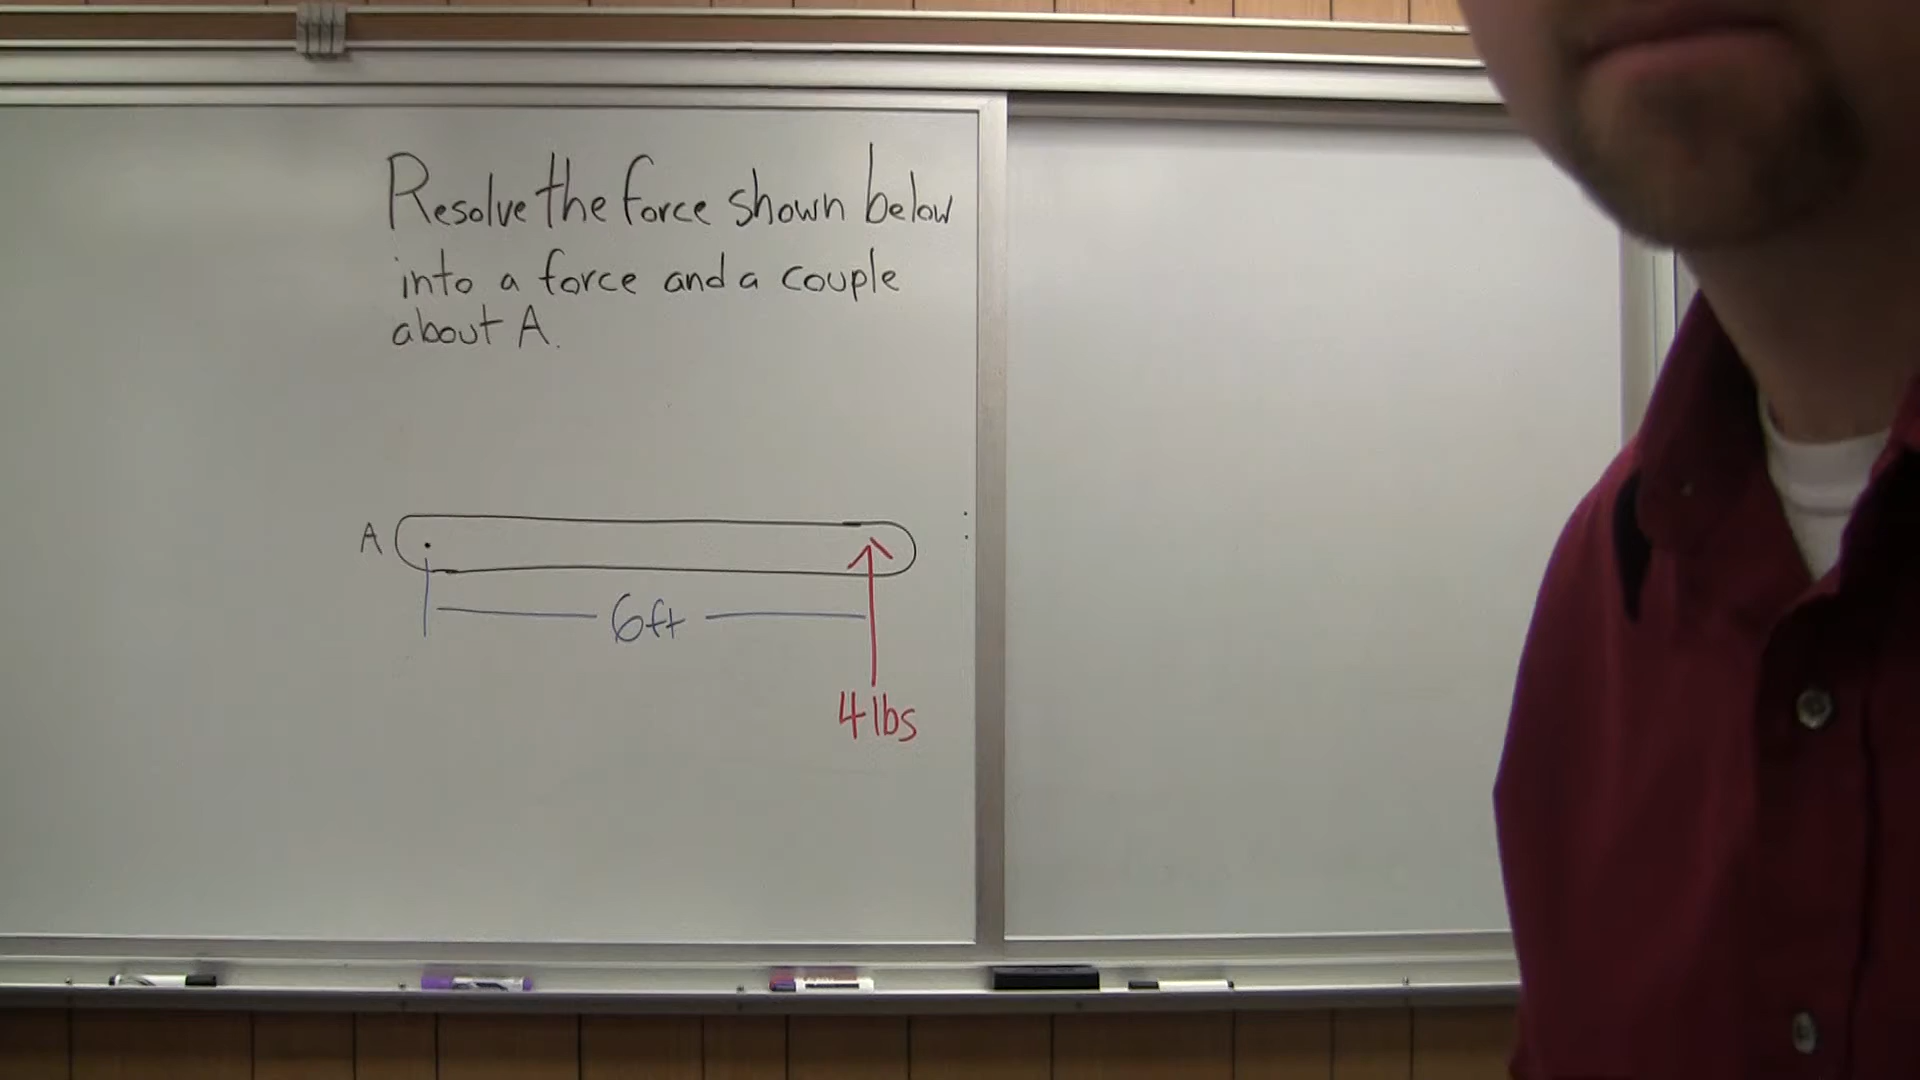 Resolve the force shown below
into a force and a couple
about A.
A
6ft
4lbs